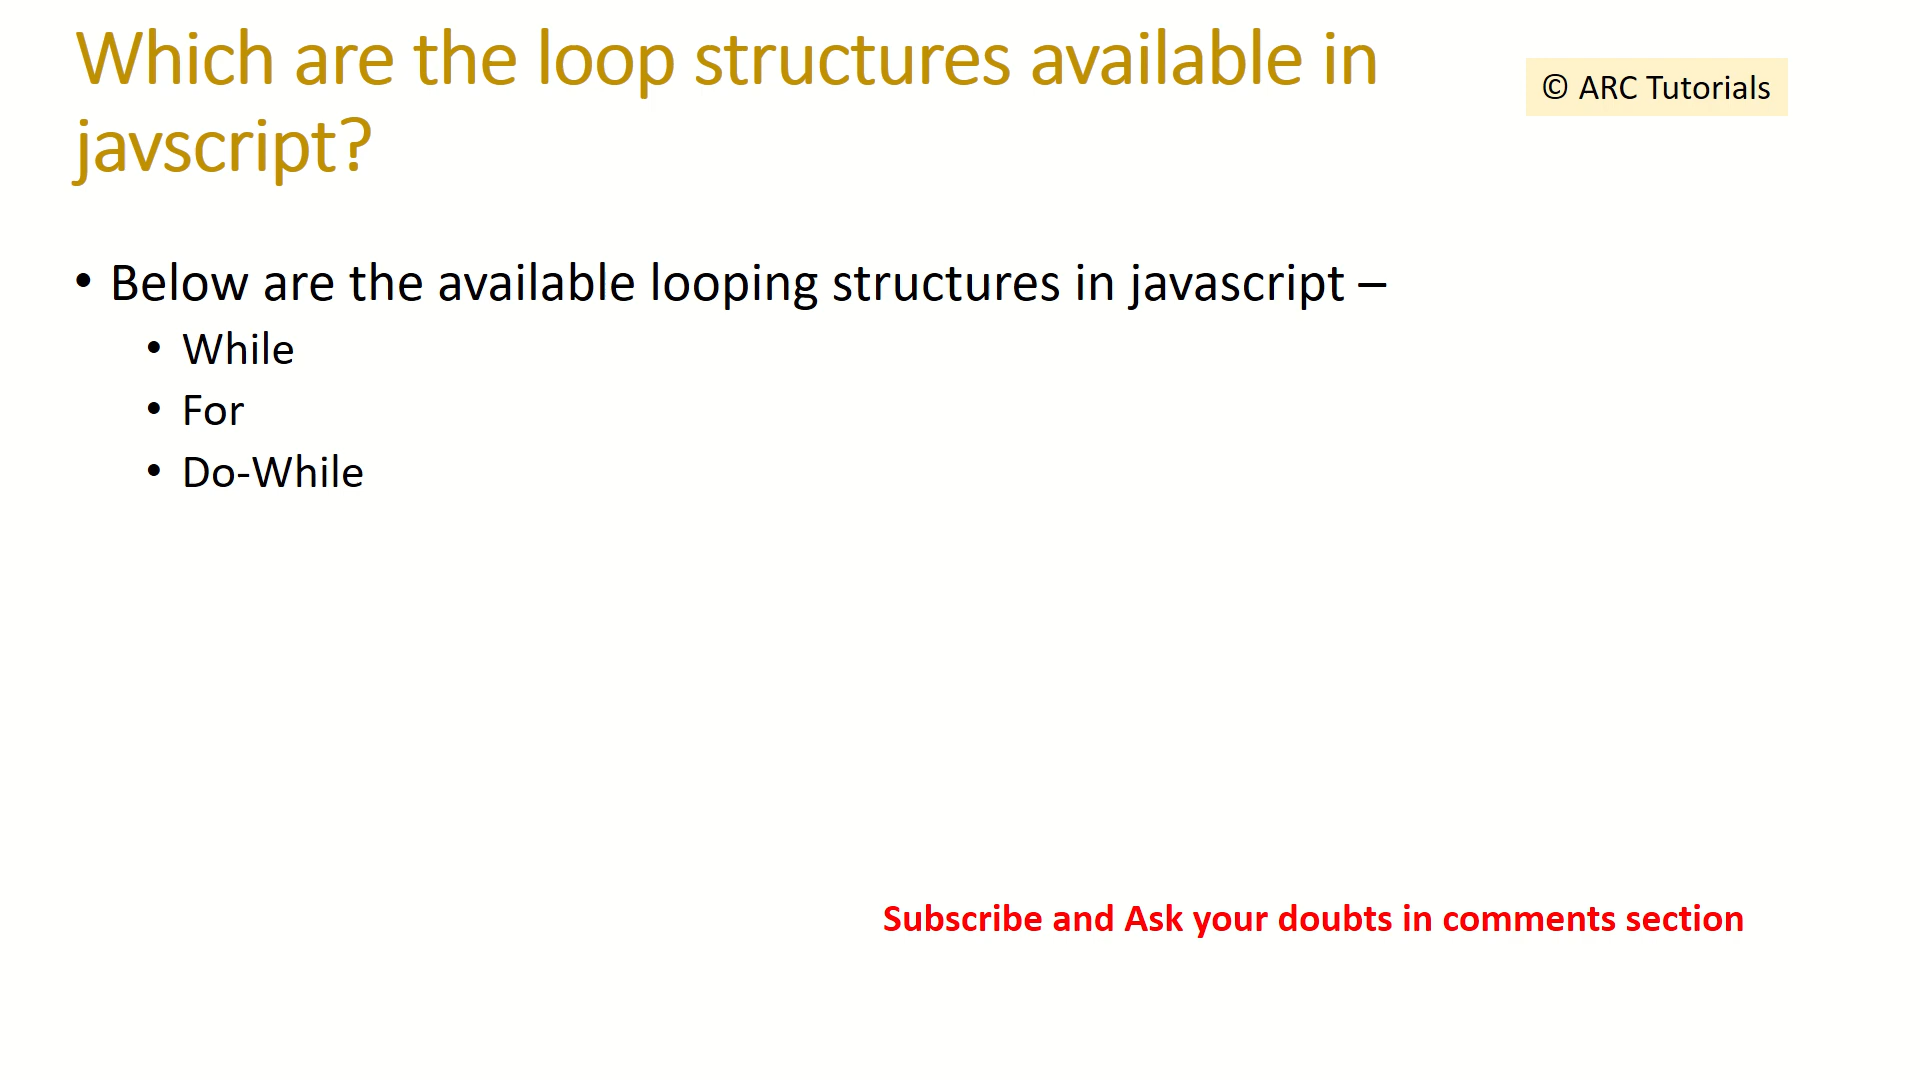 Which are the loop structures available in
javscript?
© ARC Tutorials
• Below are the available looping structures in javascript –
• While
• For
• Do-While
Subscribe and Ask your doubts in comments section